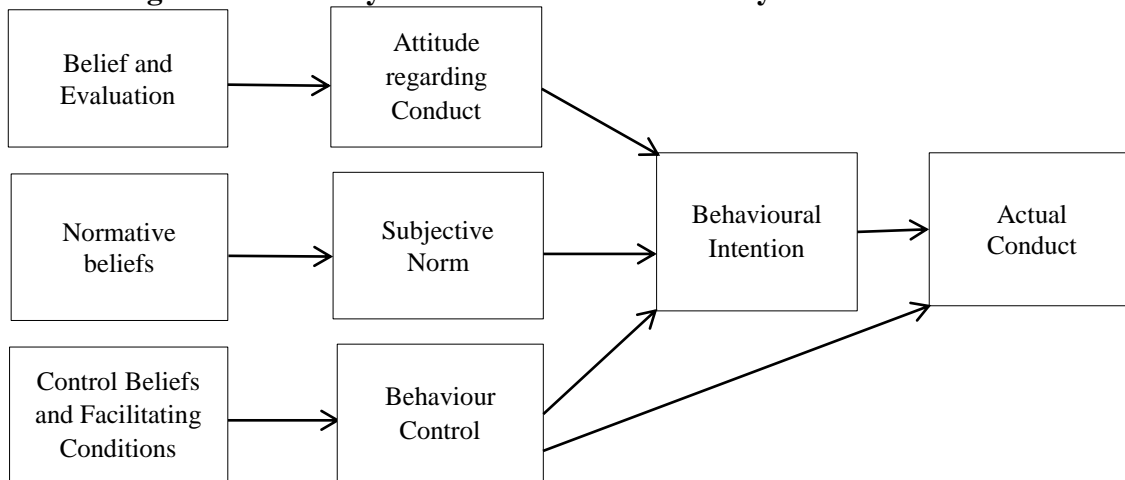 Belief and
Evaluation
Attitude
regarding
Conduct
Normative
beliefs
Subjective
Norm
Control Beliefs
and Facilitating
Conditions
Behaviour
Control
Behavioural
Intention
Actual
Conduct